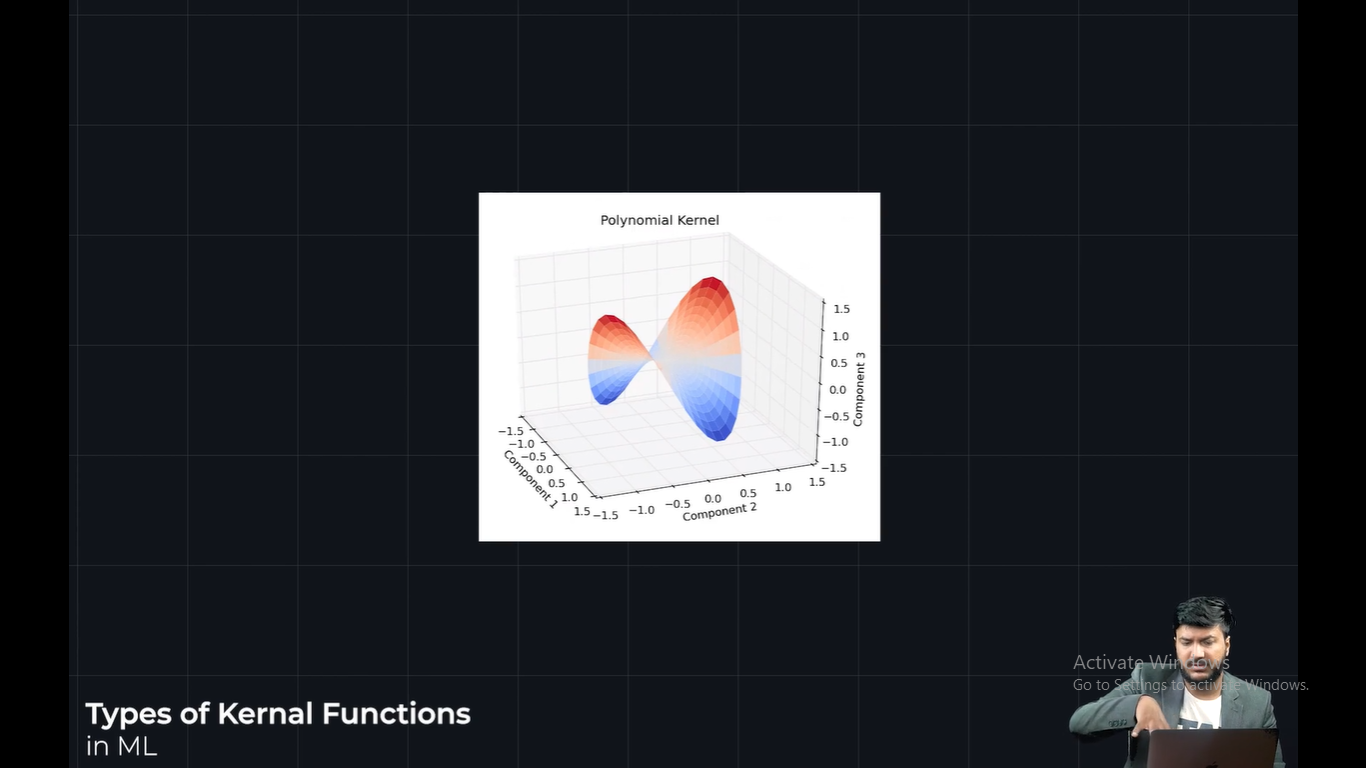 Polynomial Kernel
1.5
1.0
0.5
0.0
−0.5
−1.0
−1.5
Component 3
−1.5
−1.0
−0.5
0.0
0.5
1.0
1.5
Component 1
−1.5
−1.0
−0.5
0.0
0.5
1.0
1.5
Component 2
Activate Windows
Go to Settings to activate Windows.
Types of Kernal Functions
in ML